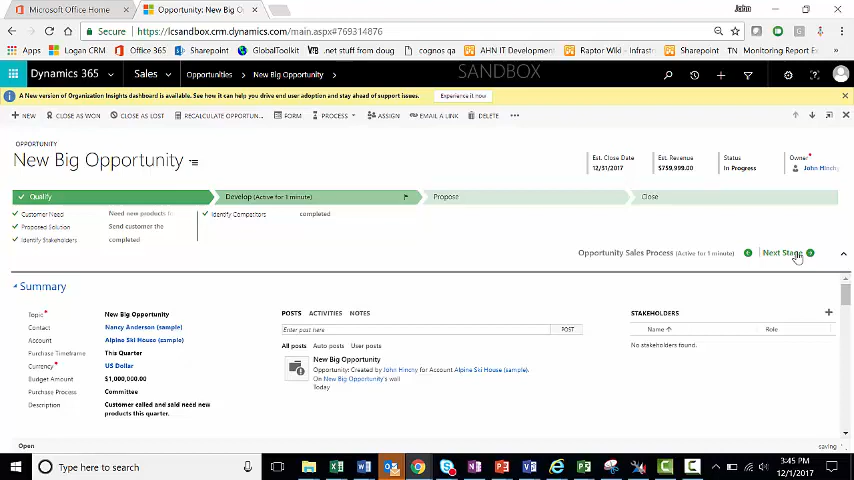 Microsoft Office Home
Opportunity: New Big O
John
Secure https://lcsandbox.crm.dynamics.com/main.aspx#769314876
Apps Logan CRM Office 365 Sharepoint GlobalToolkit .net stuff from doug cognos qa AHN IT Developmen Raptor Wiki - Infras Sharepoint TN Monitoring Report
Dynamics 365 Sales Opportunities New Big Opportunity SANDBOX
A New version of Organization Insights dashboard is available. See how it can help you drive end user adoption and stay ahead of support issues. Experience it now
NEW CLOSE AS WON CLOSE AS LOST RECALCULATE OPPORTUN... FORM PROCESS ASSIGN EMAIL A LINK DELETE
OPPORTUNITY
New Big Opportunity
Est. Close Date
12/31/2017
Est. Revenue
Status
In Progress
Owner*
John Hinchy
Qualify
Develop (Active for 1 minute)
Propose
Close
Customer Need Need new products
Proposed Solution Send customer the
Identify Stakeholders completed
Identify Competitors completed
Opportunity Sales Process (Active for 1 minute) Next Stage
Summary
Topic* New Big Opportunity
Contact Nancy Anderson (sample)
Account Alpine Ski House (sample)
Purchase Timeframe This Quarter
Currency* US Dollar
Budget Amount $1,000,000.00
Purchase Process Committee
Description Customer called and said need new
products this quarter.
POSTS ACTIVITIES NOTES
Enter post here POST
All posts Auto posts User posts
New Big Opportunity
Opportunity: Created by John Hinchy for Account Alpine Ski House (sample).
On New Big Opportunity's wall
Today
STAKEHOLDERS
Name Role
No stakeholders found.
Open
saving
Type here to search
3:45 PM
12/1/2017